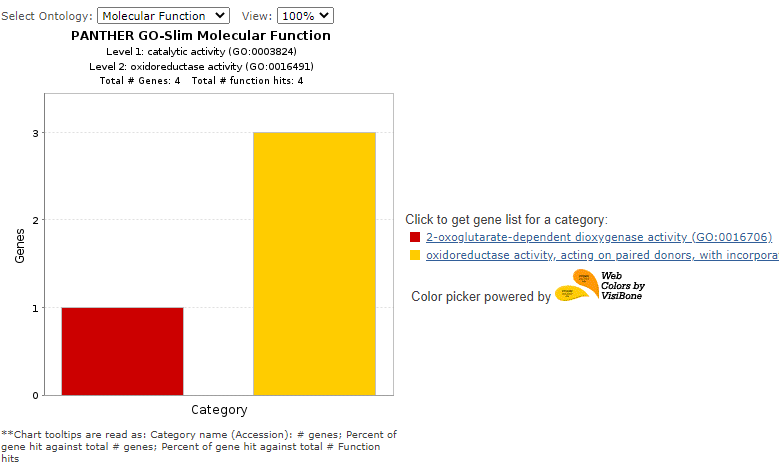 Select Ontology: Molecular Function View: 100%
PANTHER GO-Slim Molecular Function
Level 1: catalytic activity (GO:0003824)
Level 2: oxidoreductase activity (GO:0016491)
Total # Genes: 4 Total # function hits: 4
3
2
1
0
Genes
Category
Click to get gene list for a category:
2-oxoglutarate-dependent dioxygenase activity (GO:0016706)
oxidoreductase activity, acting on paired donors, with incorpora
Color picker powered by
Web
Colors by
VisiBone
**Chart tooltips are read as: Category name (Accession): # genes; Percent of
gene hit against total # genes; Percent of gene hit against total # Function
hits